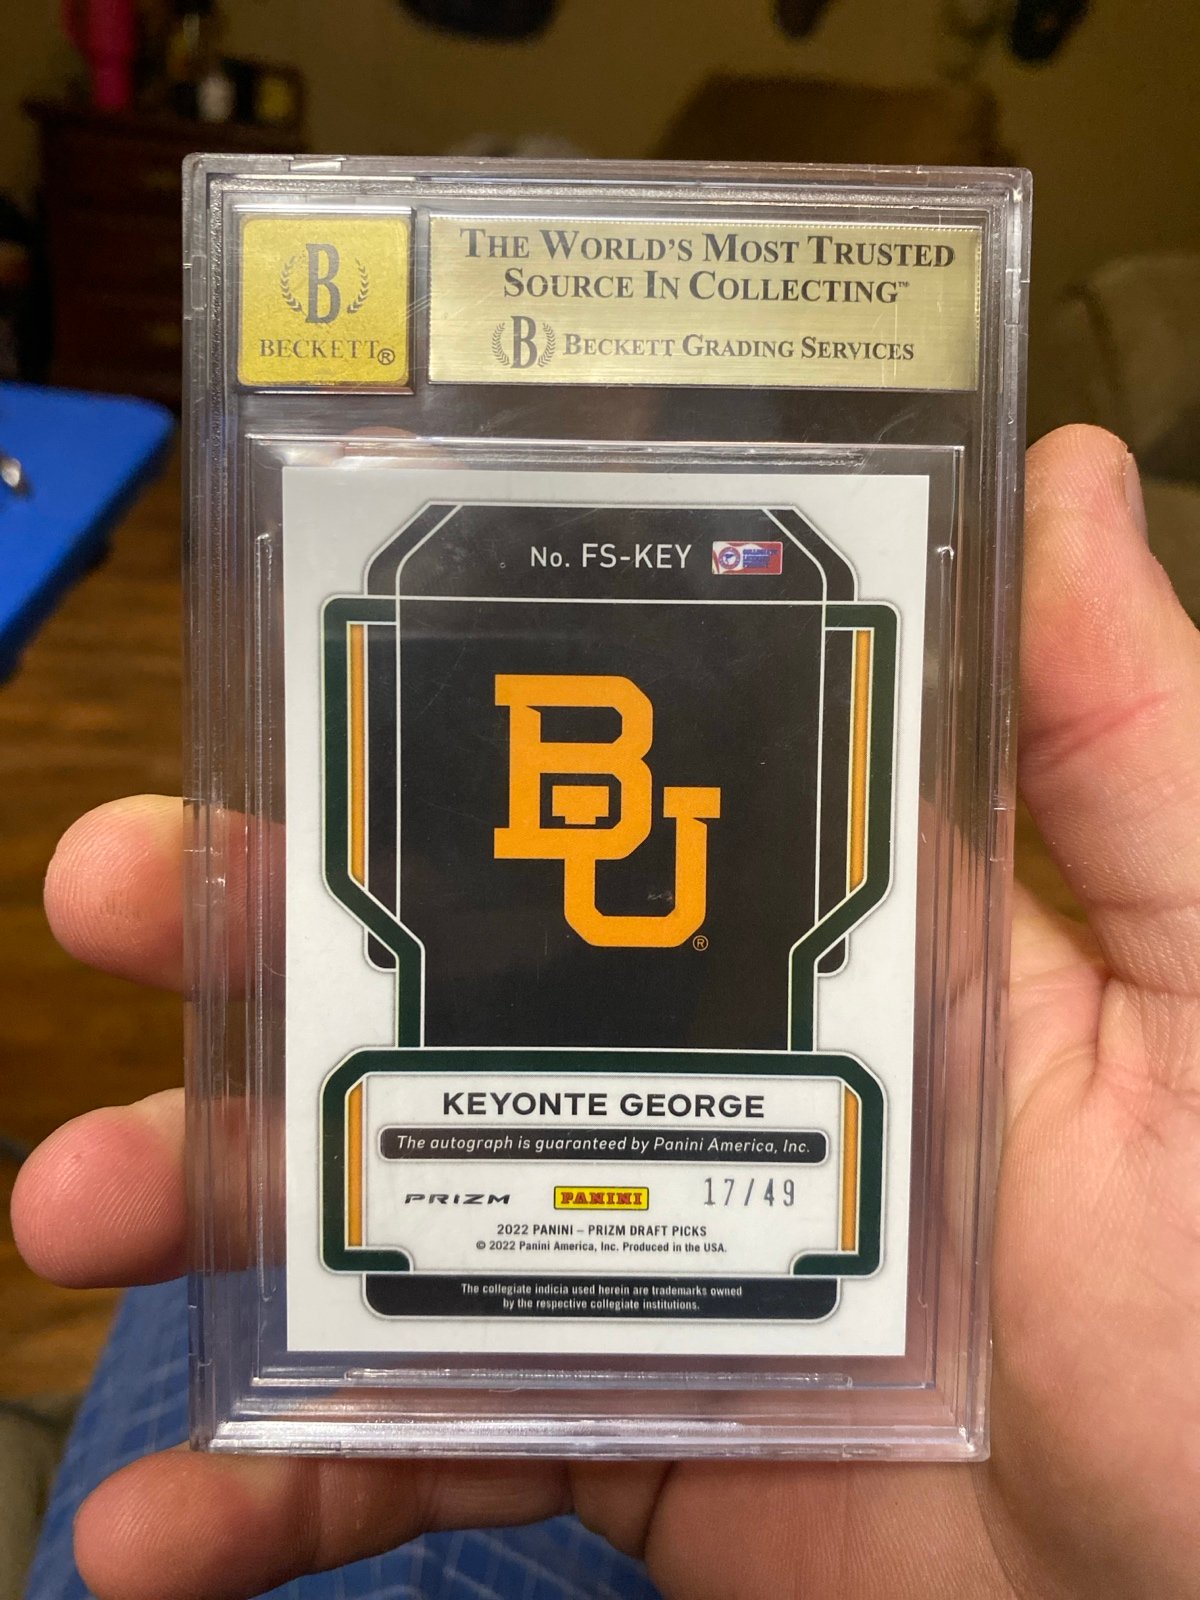 B
BECKETT®
THE WORLD'S MOST TRUSTED
SOURCE IN COLLECTING™
B BECKETT GRADING SERVICES
No. FS-KEY
BU
®
KEYONTE GEORGE
The autograph is guaranteed by Panini America, Inc.
PRIZM PANINI 17/49
2022 PANINI – PRIZM DRAFT PICKS
© 2022 Panini America, Inc. Produced in the USA.
The collegiate indicia used herein are trademarks owned
by the respective collegiate institutions.